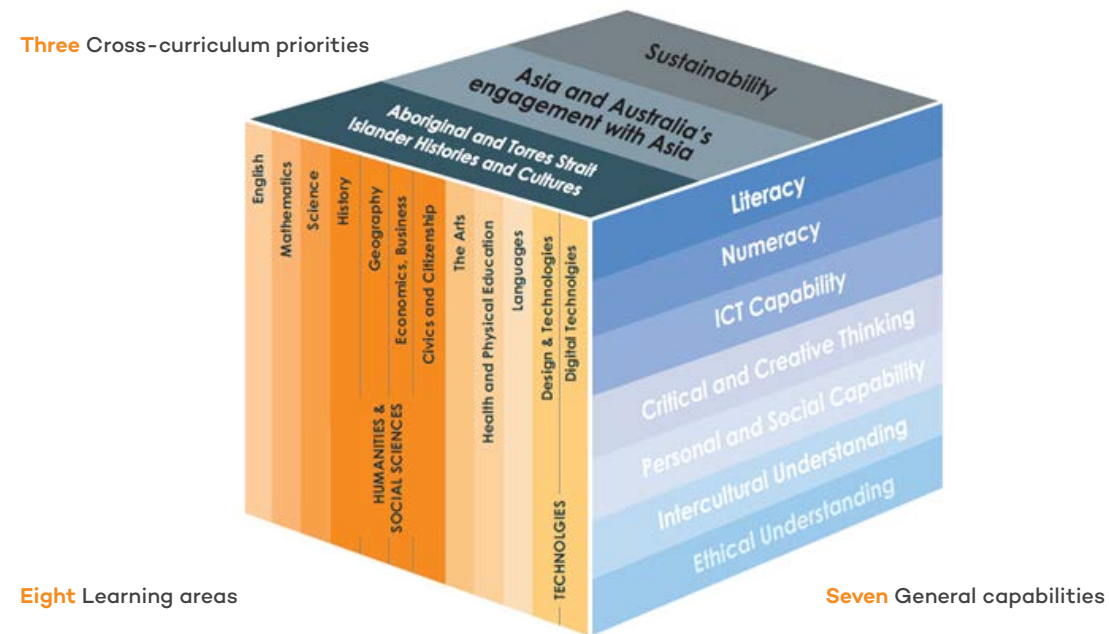 Three Cross-curriculum priorities
Sustainability
Asia and Australia's
engagement with Asia
Aboriginal and Torres Strait
Islander Histories and Cultures
English
Mathematics
Science
History
Geography
Economics, Business
Civics and Citizenship
HUMANITIES &
SOCIAL SCIENCES
The Arts
Health and Physical Education
Languages
Design & Technologies
Digital Technolgies
TECHNOLGIES
Literacy
Numeracy
ICT Capability
Critical and Creative Thinking
Personal and Social Capability
Intercultural Understanding
Ethical Understanding
Eight Learning areas
Seven General capabilities